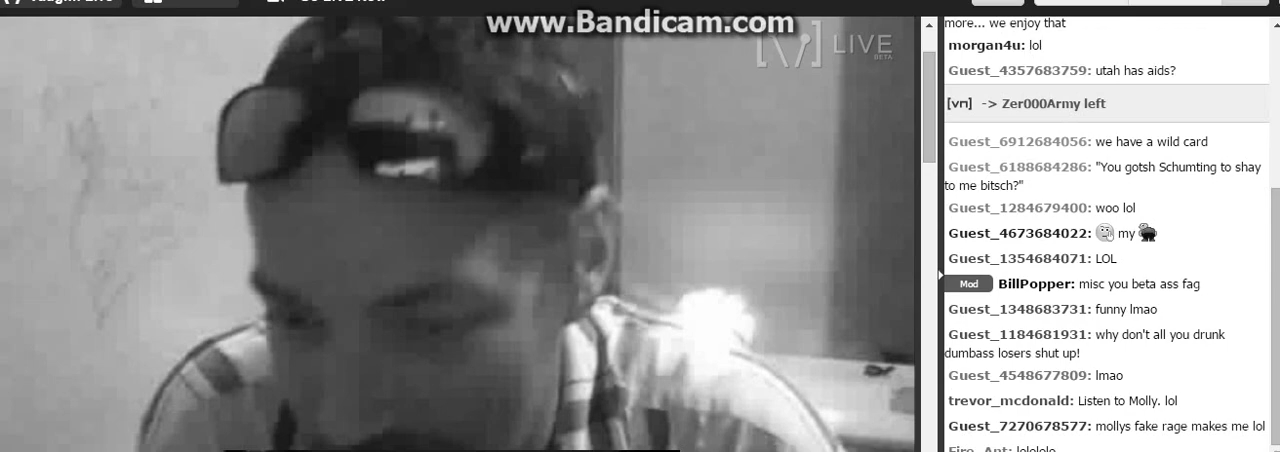 www.Bandicam.com
[V] LIVE
BETA
more... we enjoy that
morgan4u: lol
Guest_4357683759: utah has aids?
[vn] -> Zer000Army left
Guest_6912684056: we have a wild card
Guest_6188684286: "You gotsh Schumting to shay
to me bitsch?"
Guest_1284679400: woo lol
Guest_4673684022: my
Guest_1354684071: LOL
Mod BillPopper: misc you beta ass fag
Guest_1348683731: funny lmao
Guest_1184681931: why don't all you drunk
dumbass losers shut up!
Guest_4548677809: lmao
trevor_mcdonald: Listen to Molly. lol
Guest_7270678577: mollys fake rage makes me lol